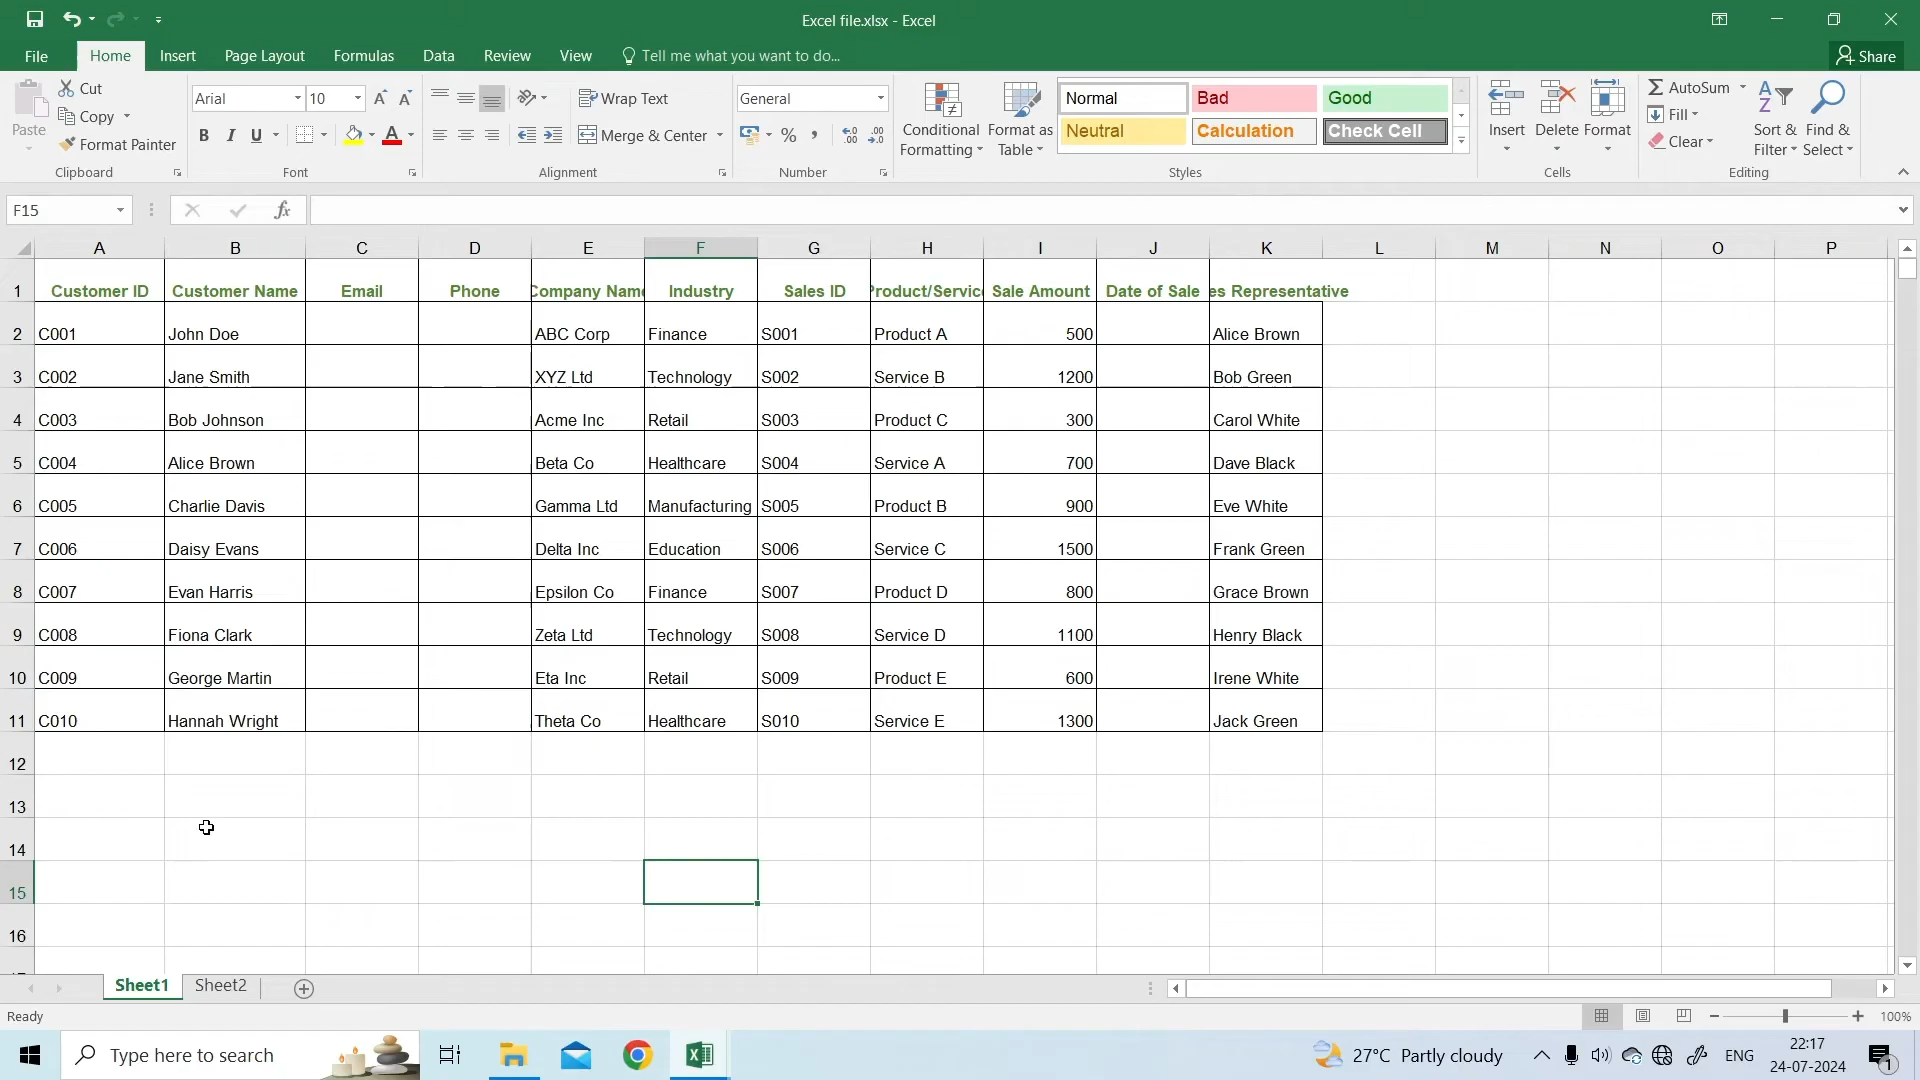 Excel file.xlsx - Excel
File Home Insert Page Layout Formulas Data Review View Tell me what you want to do... Share
Paste Cut Copy Format Painter Clipboard
Arial 10 A A B I U A Font
Wrap Text Merge & Center Alignment
General % , Number
Conditional Formatting Format as Table
Normal Bad Good
Neutral Calculation Check Cell
Styles
Insert Delete Format Cells
AutoSum Fill Clear Sort & Filter Find & Select Editing
F15 fx
A B C D E F G H I J K L M N O P
1 Customer ID Customer Name Email Phone Company Name Industry Sales ID Product/Service Sale Amount Date of Sale es Representative
2 C001 John Doe ABC Corp Finance S001 Product A 500 Alice Brown
3 C002 Jane Smith XYZ Ltd Technology S002 Service B 1200 Bob Green
4 C003 Bob Johnson Acme Inc Retail S003 Product C 300 Carol White
5 C004 Alice Brown Beta Co Healthcare S004 Service A 700 Dave Black
6 C005 Charlie Davis Gamma Ltd Manufacturing S005 Product B 900 Eve White
7 C006 Daisy Evans Delta Inc Education S006 Service C 1500 Frank Green
8 C007 Evan Harris Epsilon Co Finance S007 Product D 800 Grace Brown
9 C008 Fiona Clark Zeta Ltd Technology S008 Service D 1100 Henry Black
10 C009 George Martin Eta Inc Retail S009 Product E 600 Irene White
11 C010 Hannah Wright Theta Co Healthcare S010 Service E 1300 Jack Green
12
13
14
15
16
Sheet1 Sheet2
Ready 100%
Type here to search 27°C Partly cloudy ENG 22:17
24-07-2024 1